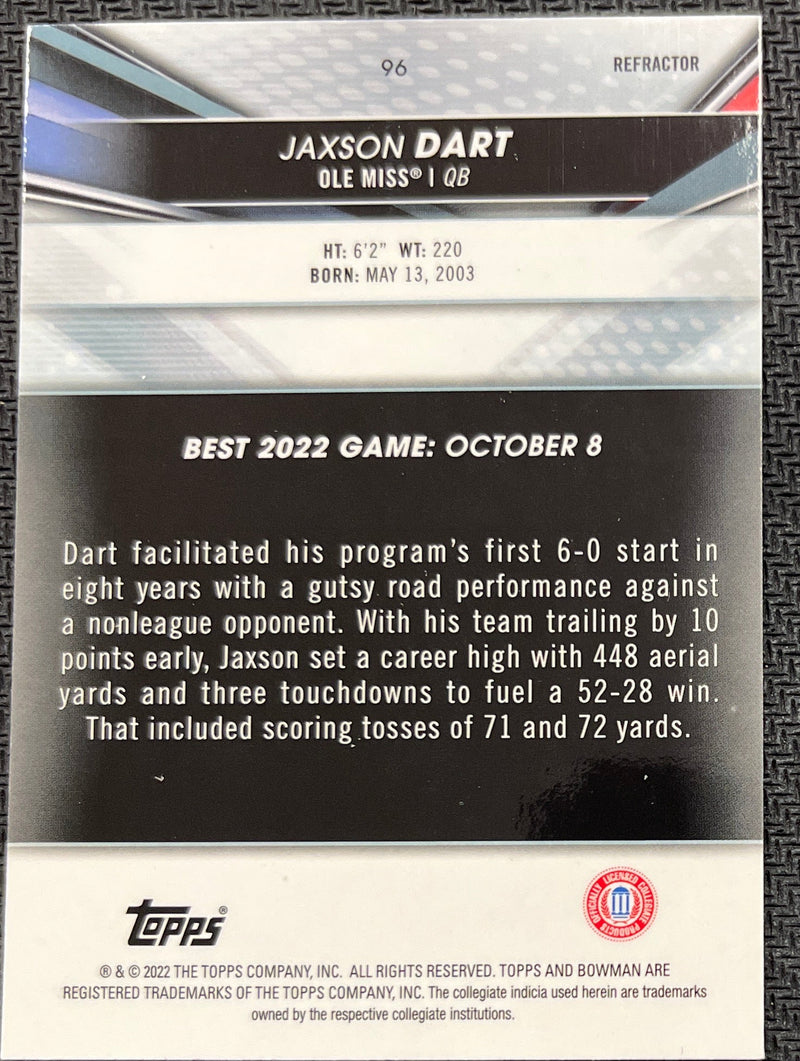 96
REFRACTOR
JAXSON DART
OLE MISS® | QB
HT: 6'2" WT: 220
BORN: MAY 13, 2003
BEST 2022 GAME: OCTOBER 8
Dart facilitated his program's first 6-0 start in
eight years with a gutsy road performance against
a nonleague opponent. With his team trailing by 10
points early, Jaxson set a career high with 448 aerial
yards and three touchdowns to fuel a 52-28 win.
That included scoring tosses of 71 and 72 yards.
TOPPS®
OFFICIALLY LICENSED COLLEGIATE PRODUCTS
® & © 2022 THE TOPPS COMPANY, INC. ALL RIGHTS RESERVED. TOPPS AND BOWMAN ARE
REGISTERED TRADEMARKS OF THE TOPPS COMPANY, INC. The collegiate indicia used herein are trademarks
owned by the respective collegiate institutions.